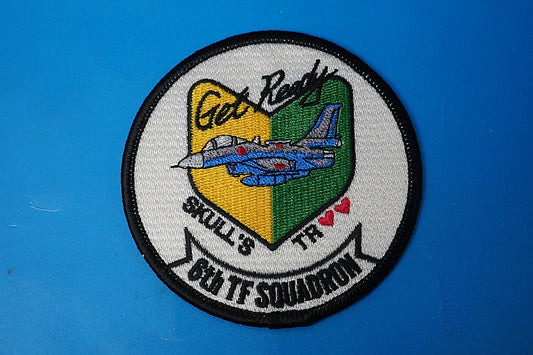 Get Ready
SKULL'S TR
6th TF SQUADRON